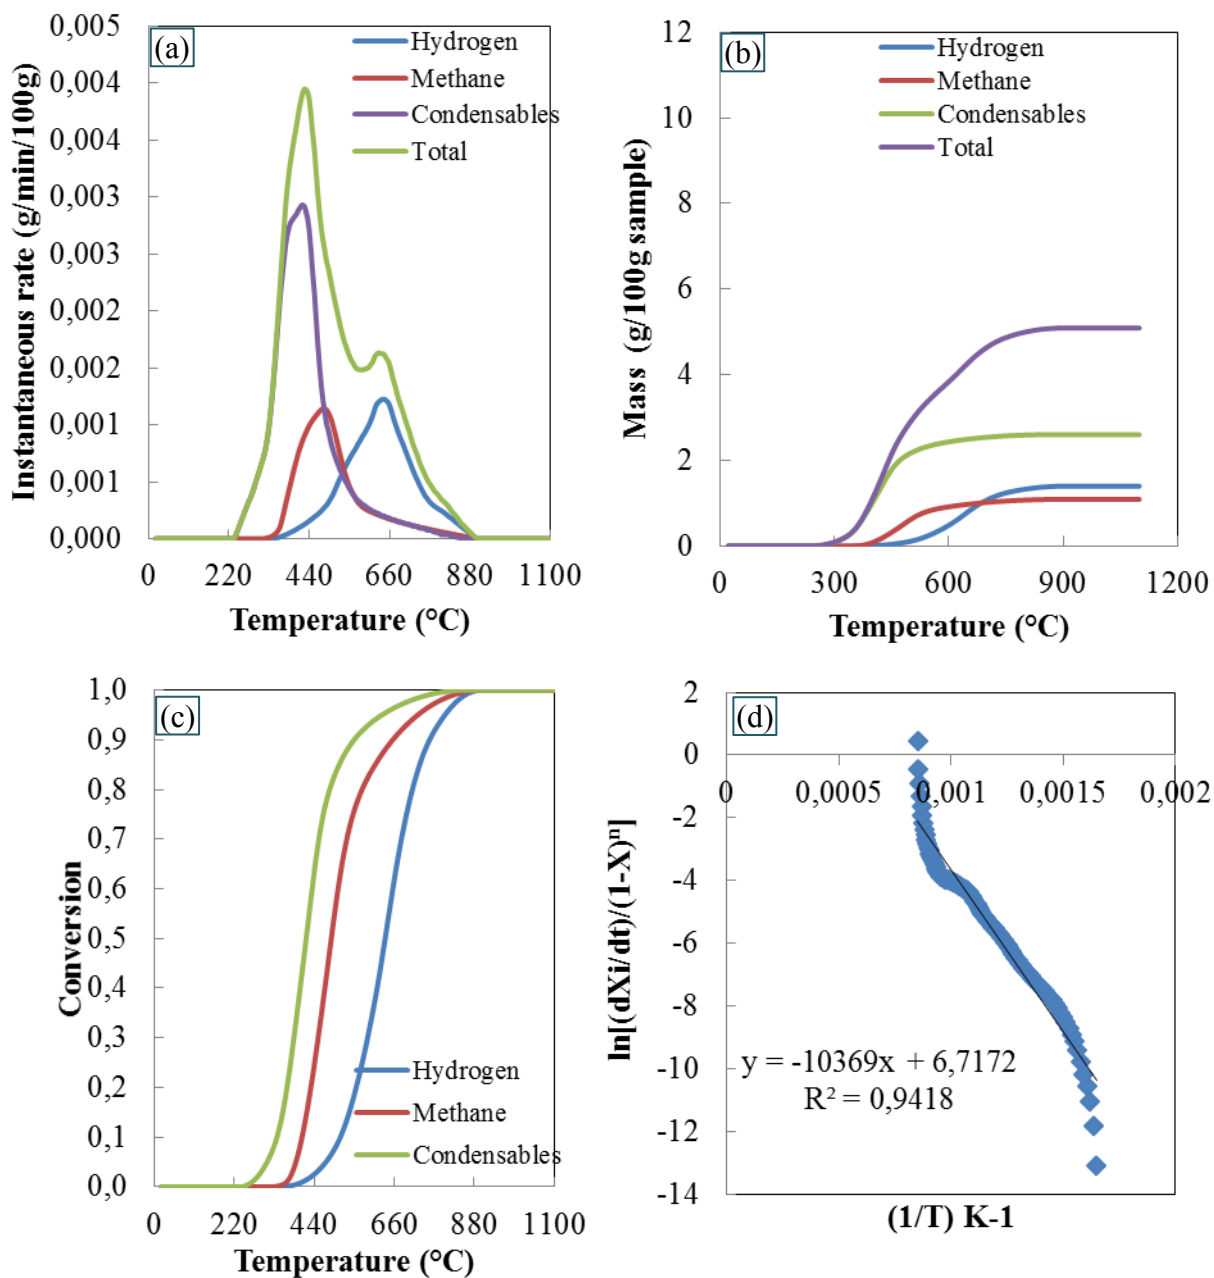 (a)
Instantaneous rate (g/min/100g)
0,005
0,004
0,004
0,003
0,003
0,002
0,002
0,001
0,001
0,000
Hydrogen
Methane
Condensables
Total
0 220 440 660 880 1100
Temperature (°C)
(b)
Mass (g/100g sample)
12
10
8
6
4
2
0
Hydrogen
Methane
Condensables
Total
0 300 600 900 1200
Temperature (°C)
(c)
Conversion
1,0
0,9
0,8
0,7
0,6
0,5
0,4
0,3
0,2
0,1
0,0
Hydrogen
Methane
Condensables
0 220 440 660 880 1100
Temperature (°C)
(d)
ln[(dXi/dt)/(1-X)ⁿ]
2
0
-2
-4
-6
-8
-10
-12
-14
0 0,0005 0,001 0,0015 0,002
y = -10369x + 6,7172
R² = 0,9418
(1/T) K-1